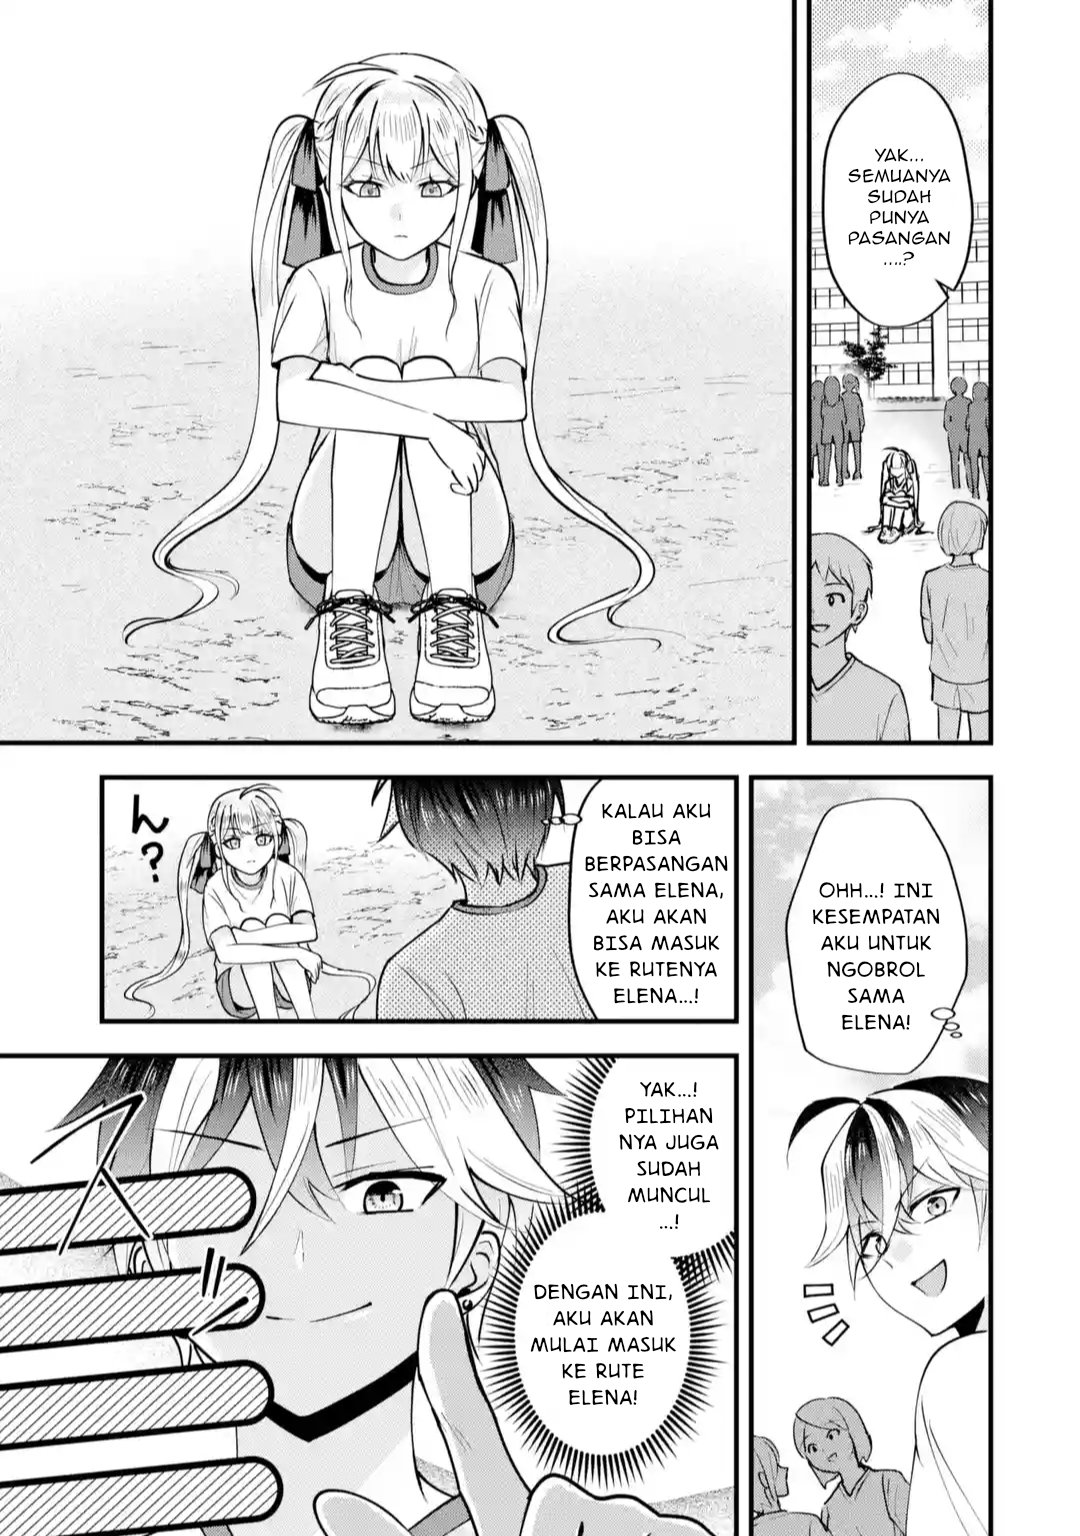 YAK...
SEMUANYA
SUDAH
PUNYA
PASANGAN
....?
OHH...! INI
KESEMPATAN
AKU UNTUK
NGOBROL
SAMA
ELENA!
KALAU AKU
BISA
BERPASANGAN
SAMA ELENA,
AKU AKAN
BISA MASUK
KE RUTENYA
ELENA...!
ん?
YAK...!
PILIHAN
NYA JUGA
SUDAH
MUNCUL
...!
DENGAN INI,
AKU AKAN
MULAI MASUK
KE RUTE
ELENA!